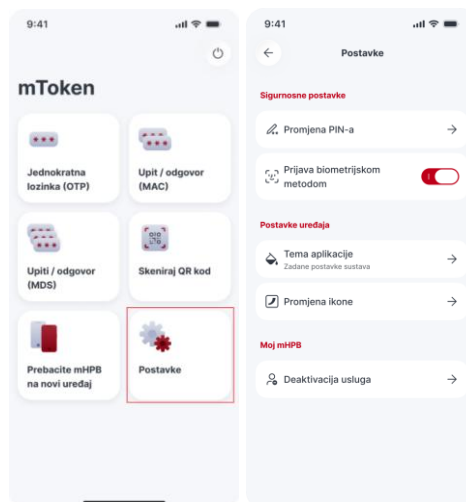 9:41
mToken
Jednokratna
lozinka (OTP)
Upit / odgovor
(MAC)
Upiti / odgovor
(MDS)
Skeniraj QR kod
Prebacite mHPB
na novi uređaj
Postavke
9:41
Postavke
Sigurnosne postavke
Promjena PIN-a
Prijava biometrijskom
metodom
Postavke uređaja
Tema aplikacije
Zadane postavke sustava
Promjena ikone
Moj mHPB
Deaktivacija usluga